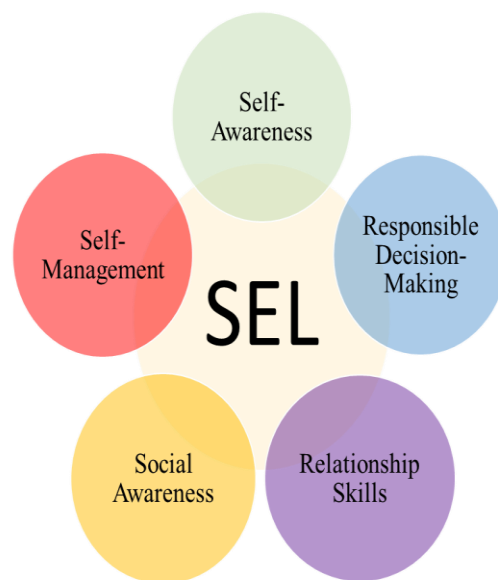 Self-
Awareness
Self-
Management
Responsible
Decision-
Making
SEL
Social
Awareness
Relationship
Skills